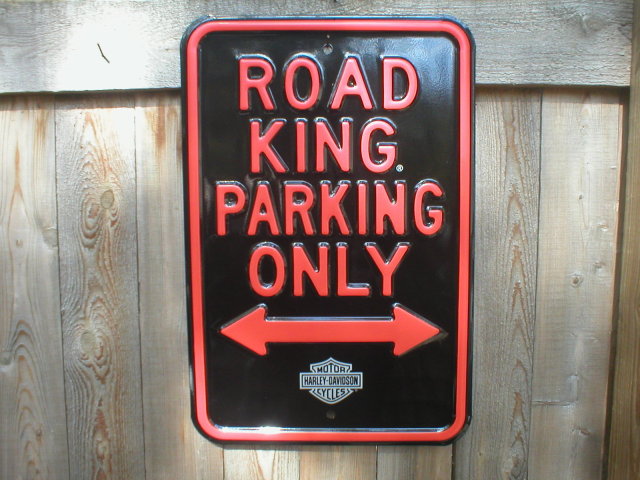 ROAD
KING®
PARKING
ONLY
MOTOR
HARLEY-DAVIDSON
CYCLES